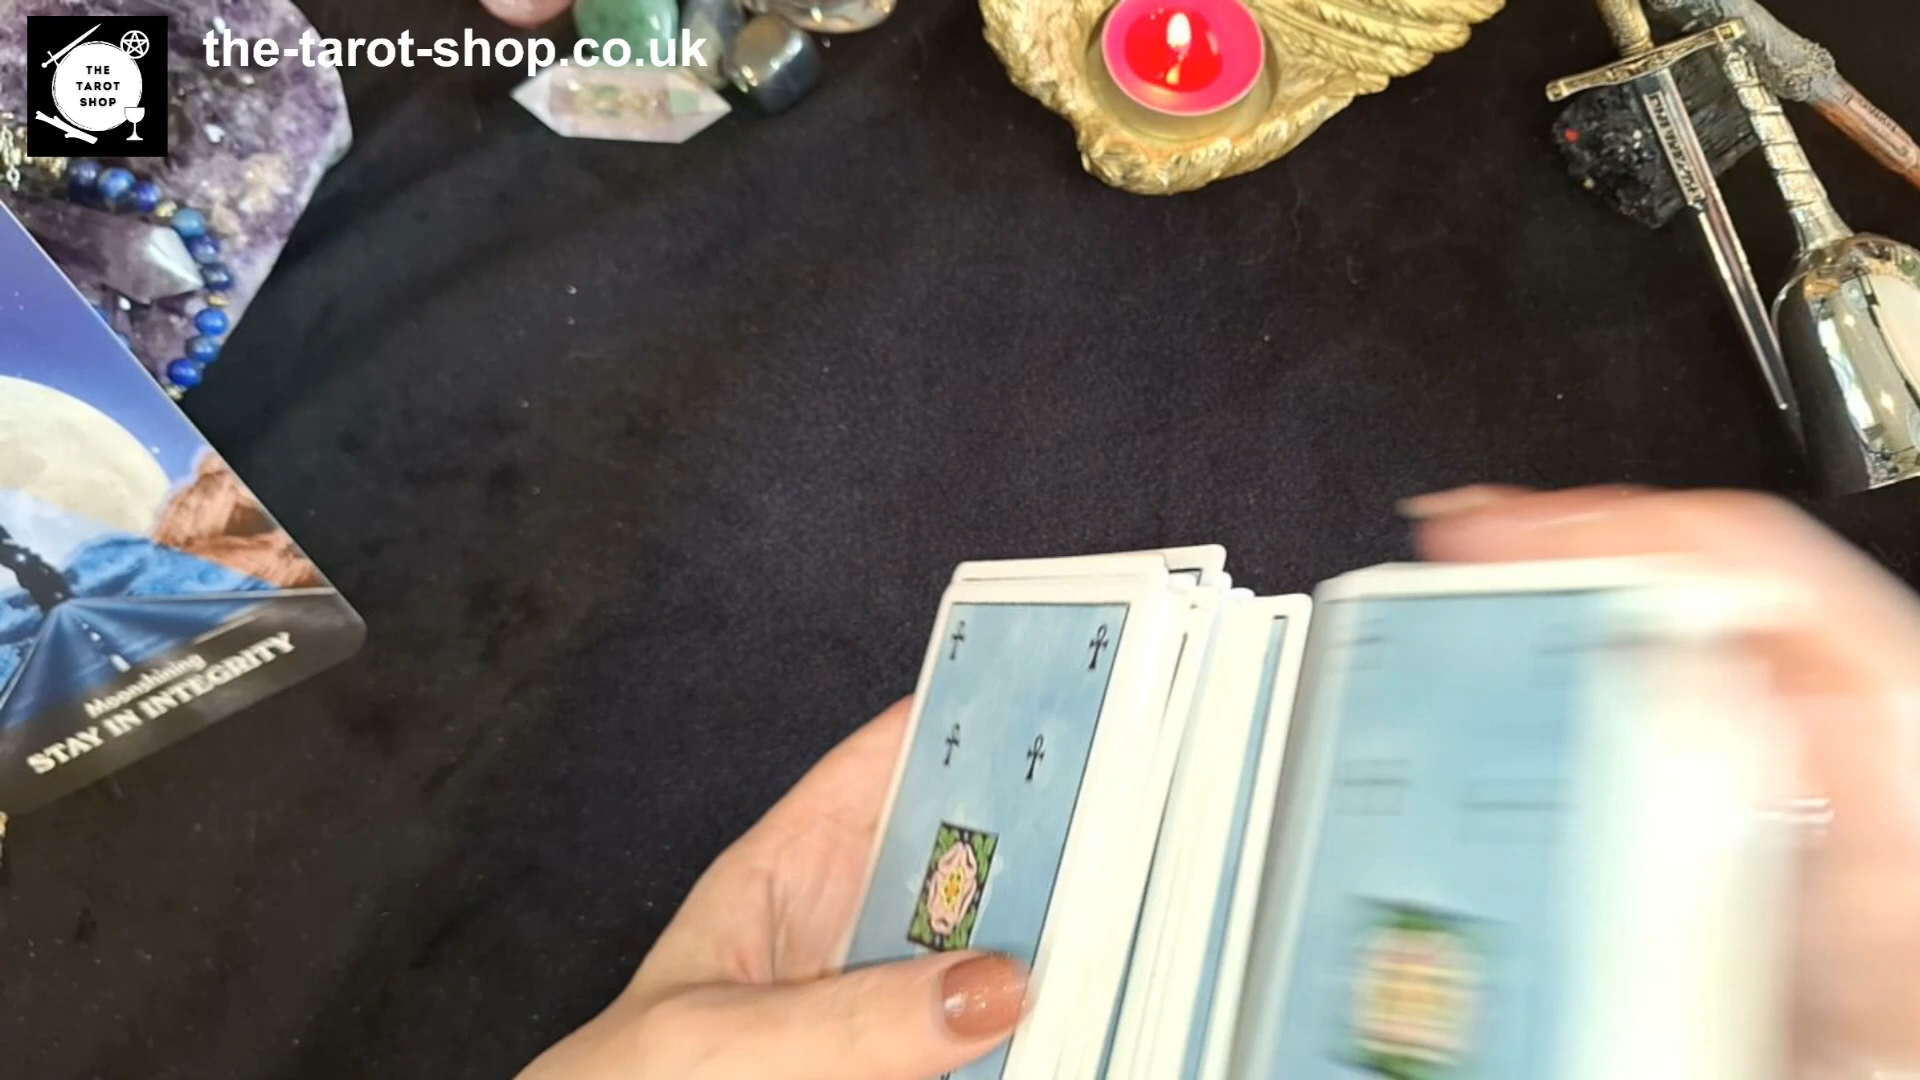 THE
TAROT
SHOP
the-tarot-shop.co.uk
Moonshining
STAY IN INTEGRITY